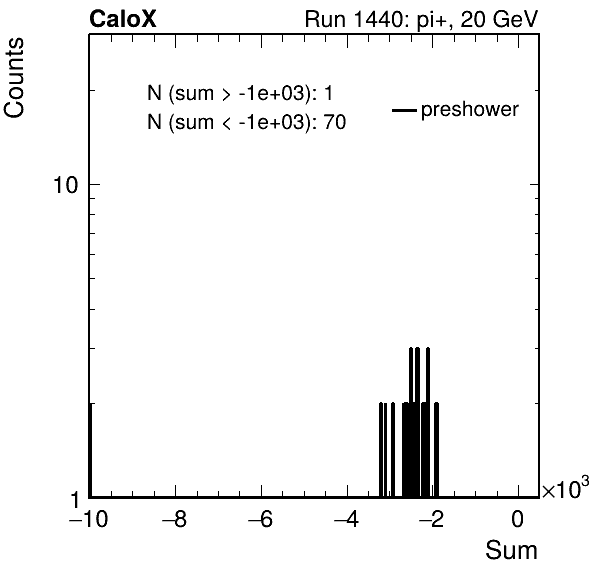 CaloX Run 1440: pi+, 20 GeV
Counts
N (sum > -1e+03): 1
N (sum < -1e+03): 70
preshower
10
1
−10 −8 −6 −4 −2 0
×10³
Sum